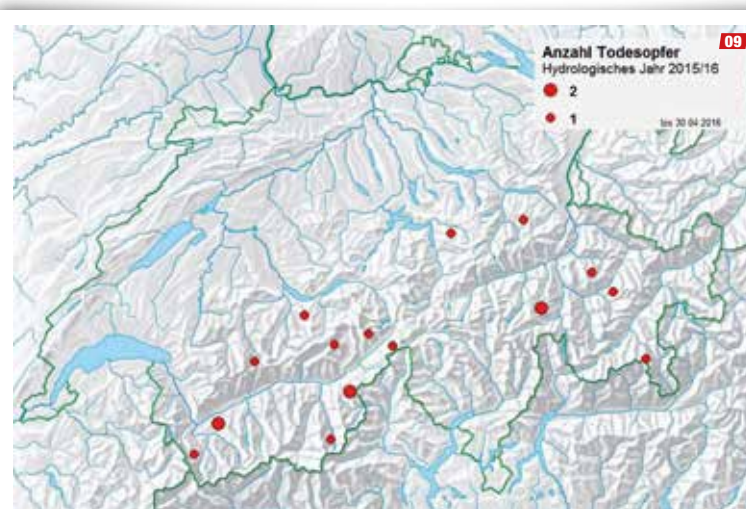 09
Anzahl Todesopfer
Hydrologisches Jahr 2015/16
2
1
bis 30.04.2016